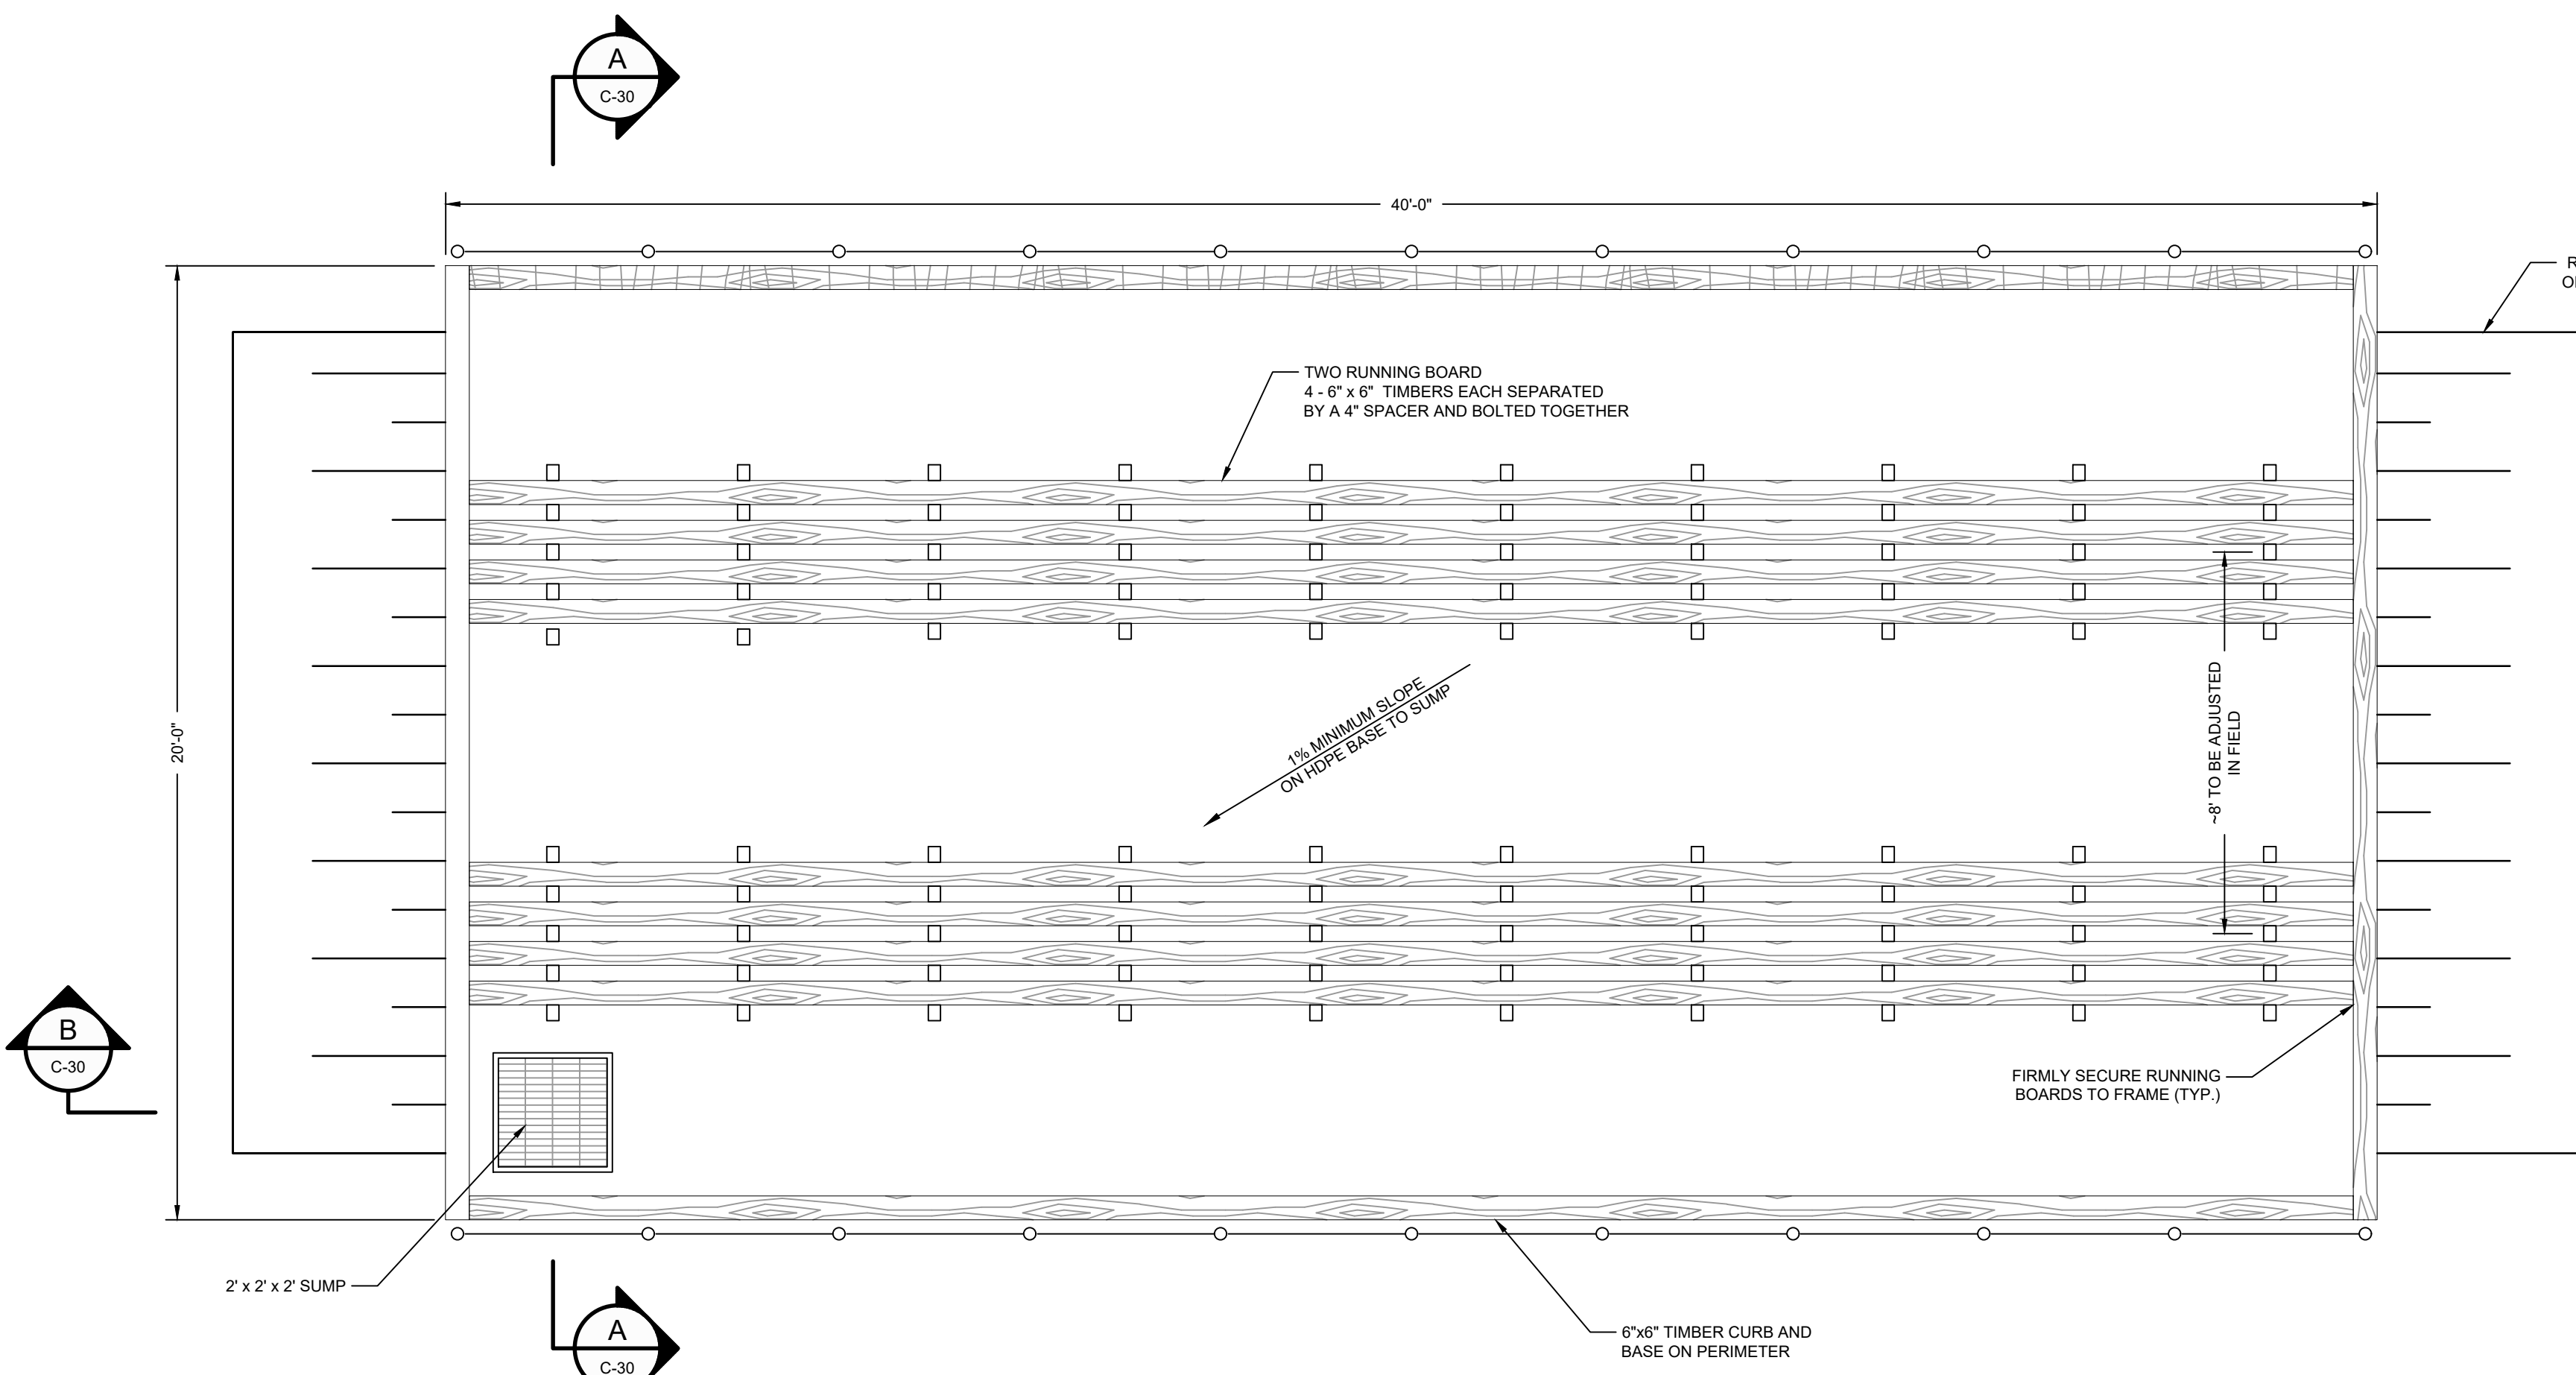 A
C-30
40'-0"
R
TWO RUNNING BOARD
4 - 6" x 6" TIMBERS EACH SEPARATED
BY A 4" SPACER AND BOLTED TOGETHER
20'-0"
1% MINIMUM SLOPE
ON HDPE BASE TO SUMP
~8' TO BE ADJUSTED
IN FIELD
B
C-30
FIRMLY SECURE RUNNING
BOARDS TO FRAME (TYP.)
2' x 2' x 2' SUMP
A
C-30
6"x6" TIMBER CURB AND
BASE ON PERIMETER